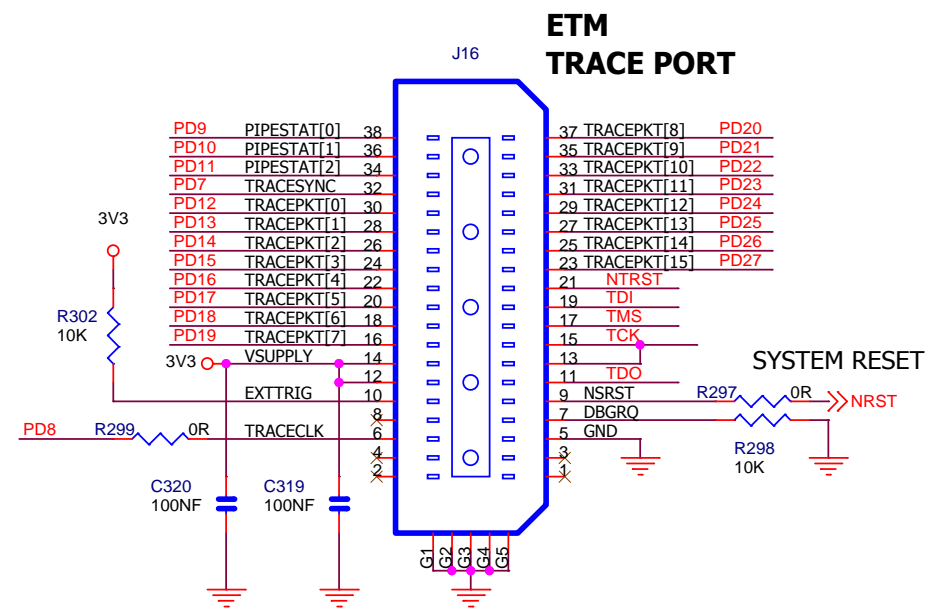 ETM
TRACE PORT
J16
PD9 PIPESTAT[0] 38 37 TRACEPKT[8] PD20
PD10 PIPESTAT[1] 36 35 TRACEPKT[9] PD21
PD11 PIPESTAT[2] 34 33 TRACEPKT[10] PD22
PD7 TRACESYNC 32 31 TRACEPKT[11] PD23
PD12 TRACEPKT[0] 30 29 TRACEPKT[12] PD24
PD13 TRACEPKT[1] 28 27 TRACEPKT[13] PD25
PD14 TRACEPKT[2] 26 25 TRACEPKT[14] PD26
PD15 TRACEPKT[3] 24 23 TRACEPKT[15] PD27
3V3
PD16 TRACEPKT[4] 22 21 NTRST
PD17 TRACEPKT[5] 20 19 TDI
PD18 TRACEPKT[6] 18 17 TMS
R302
10K
PD19 TRACEPKT[7] 16 15 TCK
3V3 VSUPPLY 14 13
SYSTEM RESET
12 11 TDO
EXTTRIG 10 9 NSRST R297 0R NRST
8 7 DBGRQ
R298
10K
PD8 R299 0R TRACECLK 6 5 GND
4 3
2 1
C320
100NF
C319
100NF
G1 G2 G3 G4 G5